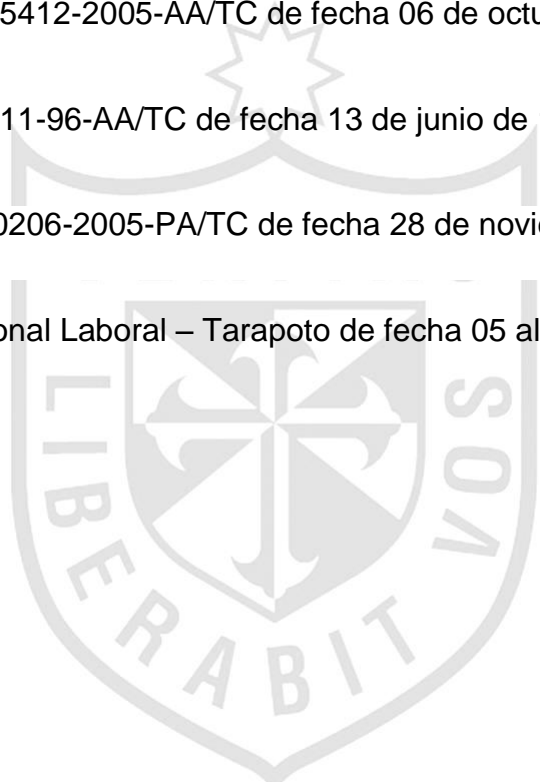 5412-2005-AA/TC de fecha 06 de octu
11-96-AA/TC de fecha 13 de junio de
0206-2005-PA/TC de fecha 28 de novi
onal Laboral – Tarapoto de fecha 05 al
LIBERABIT VOS